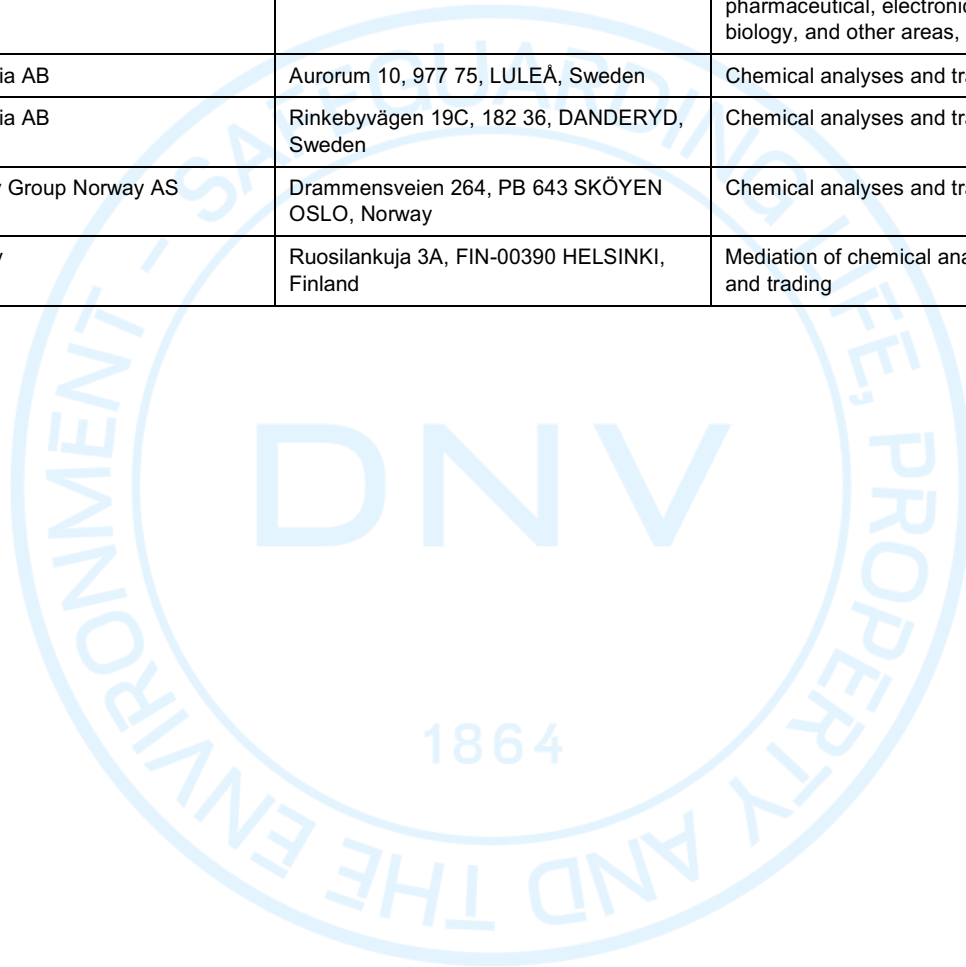 pharmaceutical, electronic
biology, and other areas,
ia AB
Aurorum 10, 977 75, LULEÅ, Sweden
Chemical analyses and tra
ia AB
Rinkebyvägen 19C, 182 36, DANDERYD,
Sweden
Chemical analyses and tra
y Group Norway AS
Drammensveien 264, PB 643 SKÖYEN
OSLO, Norway
Chemical analyses and tra
y
Ruosilankuja 3A, FIN-00390 HELSINKI,
Finland
Mediation of chemical ana
and trading
SAFEGUARDING LIFE, PROPERTY AND THE ENVIRONMENT -
DNV
1864